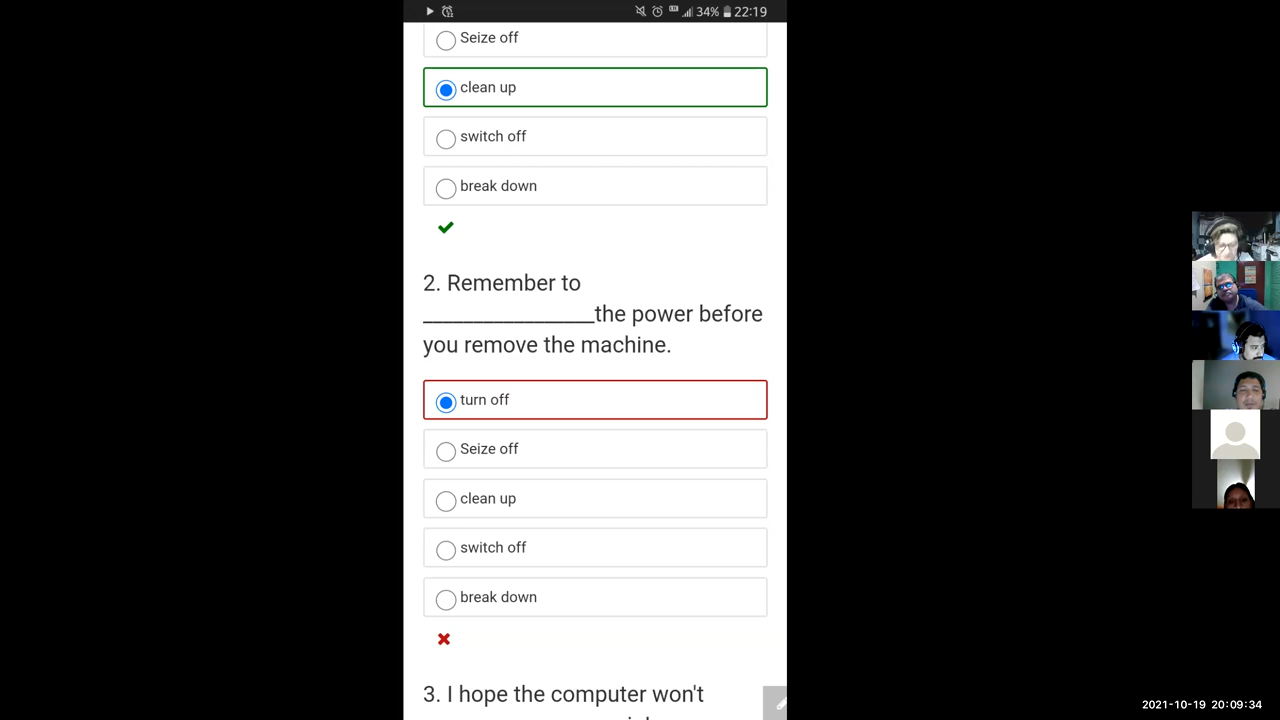 34% 22:19
Seize off
clean up
switch off
break down
2. Remember to
_________________the power before
you remove the machine.
turn off
Seize off
clean up
switch off
break down
3. I hope the computer won't
2021-10-19 20:09:34